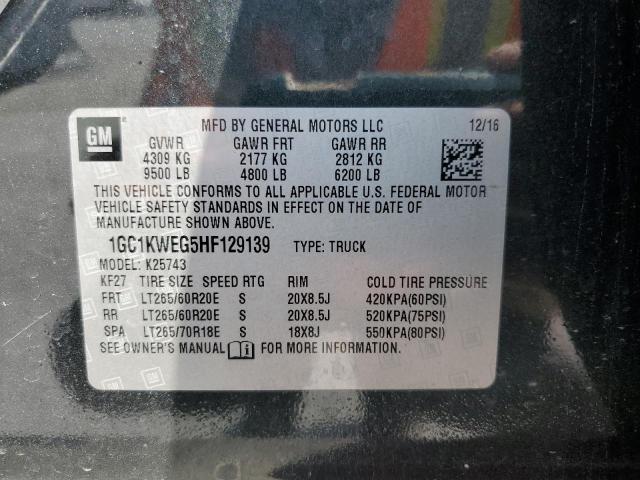 GM
MFD BY GENERAL MOTORS LLC 12/16
GVWR GAWR FRT GAWR RR
4309 KG 2177 KG 2812 KG
9500 LB 4800 LB 6200 LB
THIS VEHICLE CONFORMS TO ALL APPLICABLE U.S. FEDERAL MOTOR
VEHICLE SAFETY STANDARDS IN EFFECT ON THE DATE OF
MANUFACTURE SHOWN ABOVE.
1GC1KWEG5HF129139 TYPE: TRUCK
MODEL: K25743
KF27 TIRE SIZE SPEED RTG RIM COLD TIRE PRESSURE
FRT LT265/60R20E S 20X8.5J 420KPA(60PSI)
RR LT265/60R20E S 20X8.5J 520KPA(75PSI)
SPA LT265/70R18E S 18X8J 550KPA(80PSI)
SEE OWNER'S MANUAL FOR MORE INFORMATION.